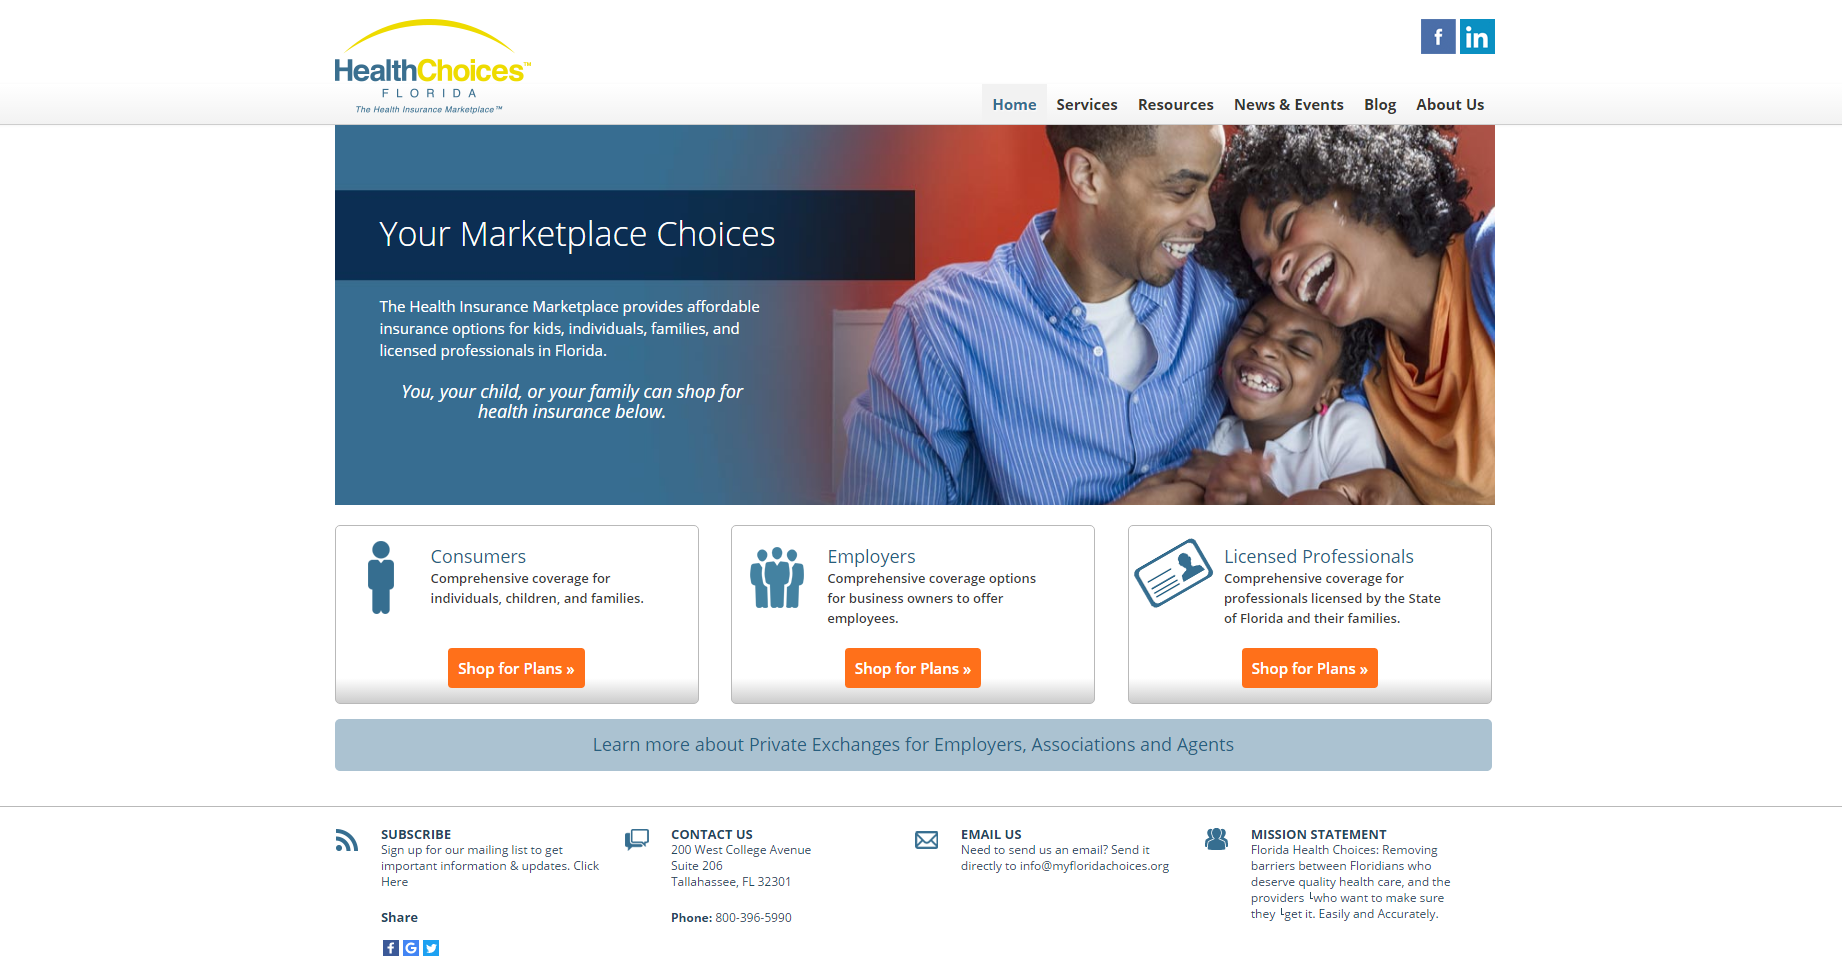 HealthChoices™
FLORIDA
The Health Insurance Marketplace™
f in
Home Services Resources News & Events Blog About Us
Your Marketplace Choices
The Health Insurance Marketplace provides affordable
insurance options for kids, individuals, families, and
licensed professionals in Florida.
You, your child, or your family can shop for
health insurance below.
Consumers
Comprehensive coverage for
individuals, children, and families.
Shop for Plans »
Employers
Comprehensive coverage options
for business owners to offer
employees.
Shop for Plans »
Licensed Professionals
Comprehensive coverage for
professionals licensed by the State
of Florida and their families.
Shop for Plans »
Learn more about Private Exchanges for Employers, Associations and Agents
SUBSCRIBE
Sign up for our mailing list to get
important information & updates. Click
Here
Share
f G
CONTACT US
200 West College Avenue
Suite 206
Tallahassee, FL 32301
Phone: 800-396-5990
EMAIL US
Need to send us an email? Send it
directly to info@myfloridachoices.org
MISSION STATEMENT
Florida Health Choices: Removing
barriers between Floridians who
deserve quality health care, and the
providers └who want to make sure
they └get it. Easily and Accurately.